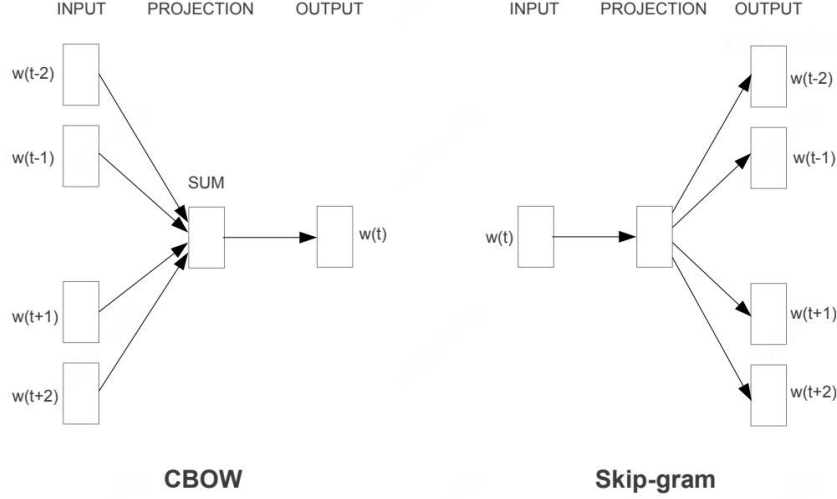 INPUT PROJECTION OUTPUT
w(t-2)
w(t-1)
SUM
w(t)
w(t+1)
w(t+2)
CBOW
INPUT PROJECTION OUTPUT
w(t-2)
w(t-1)
w(t)
w(t+1)
w(t+2)
Skip-gram